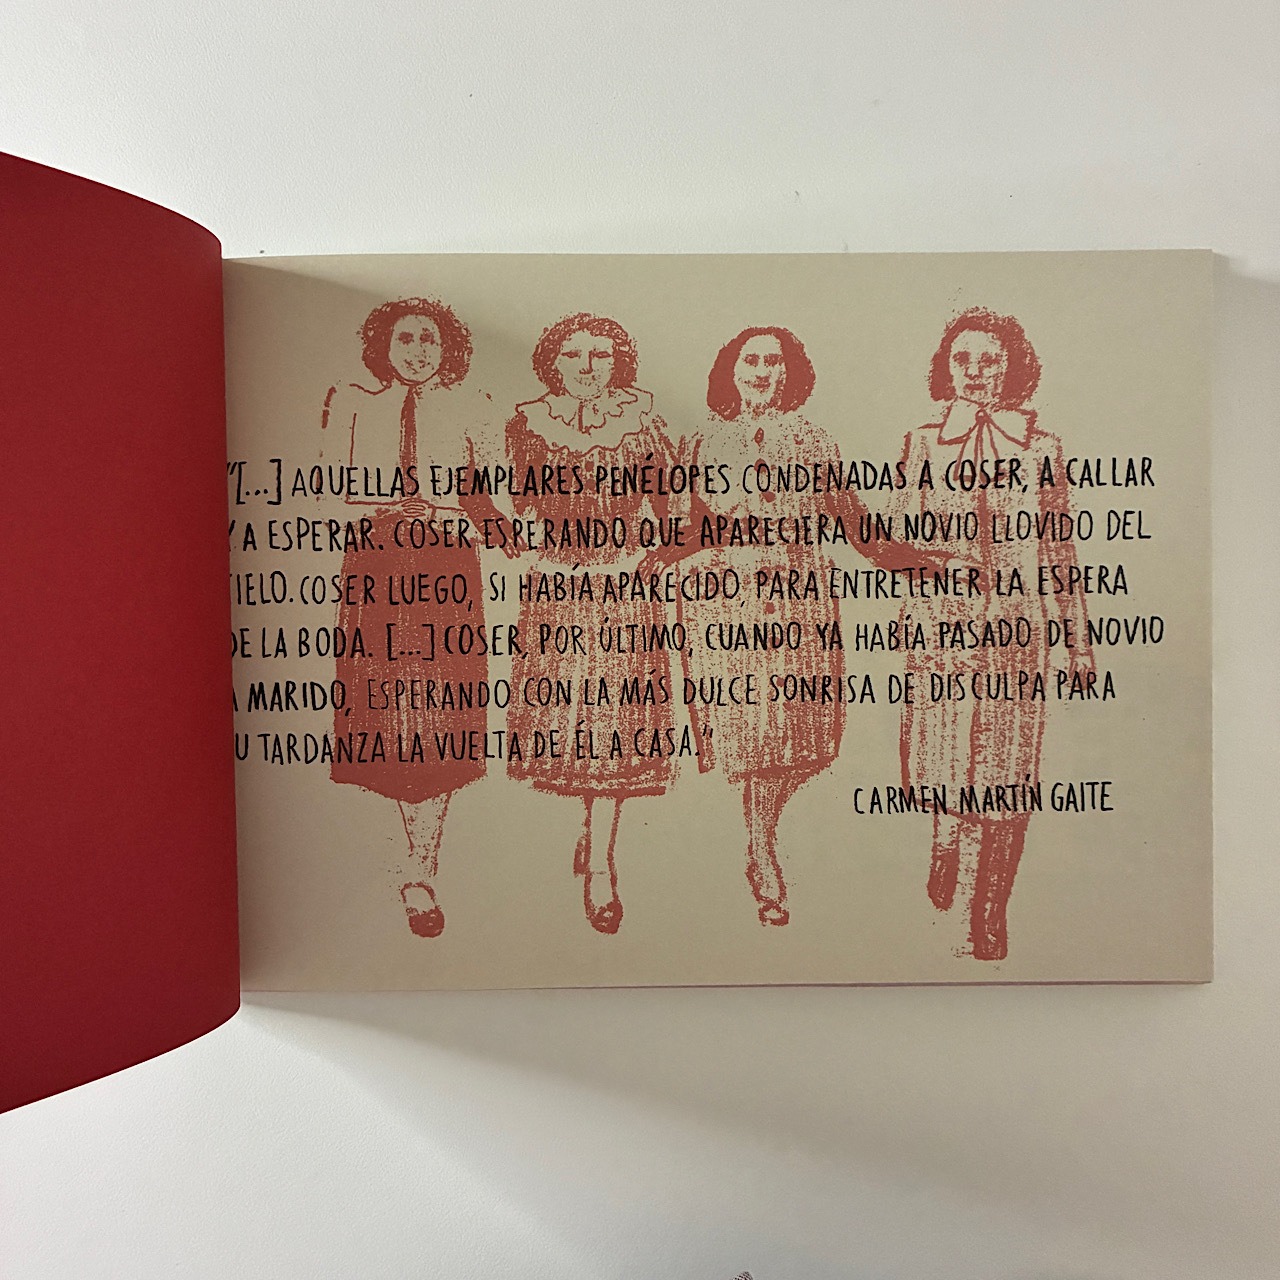 "[...] AQUELLAS EJEMPLARES PENÉLOPES CONDENADAS A COSER, A CALLAR
Y A ESPERAR. COSER ESPERANDO QUE APARECIERA UN NOVIO LLOVIDO DEL
CIELO. COSER LUEGO, SI HABÍA APARECIDO, PARA ENTRETENER LA ESPERA
DE LA BODA. [...] COSER, POR ÚLTIMO, CUANDO YA HABÍA PASADO DE NOVIO
A MARIDO, ESPERANDO CON LA MÁS DULCE SONRISA DE DISCULPA PARA
SU TARDANZA LA VUELTA DE ÉL A CASA."
CARMEN MARTÍN GAITE